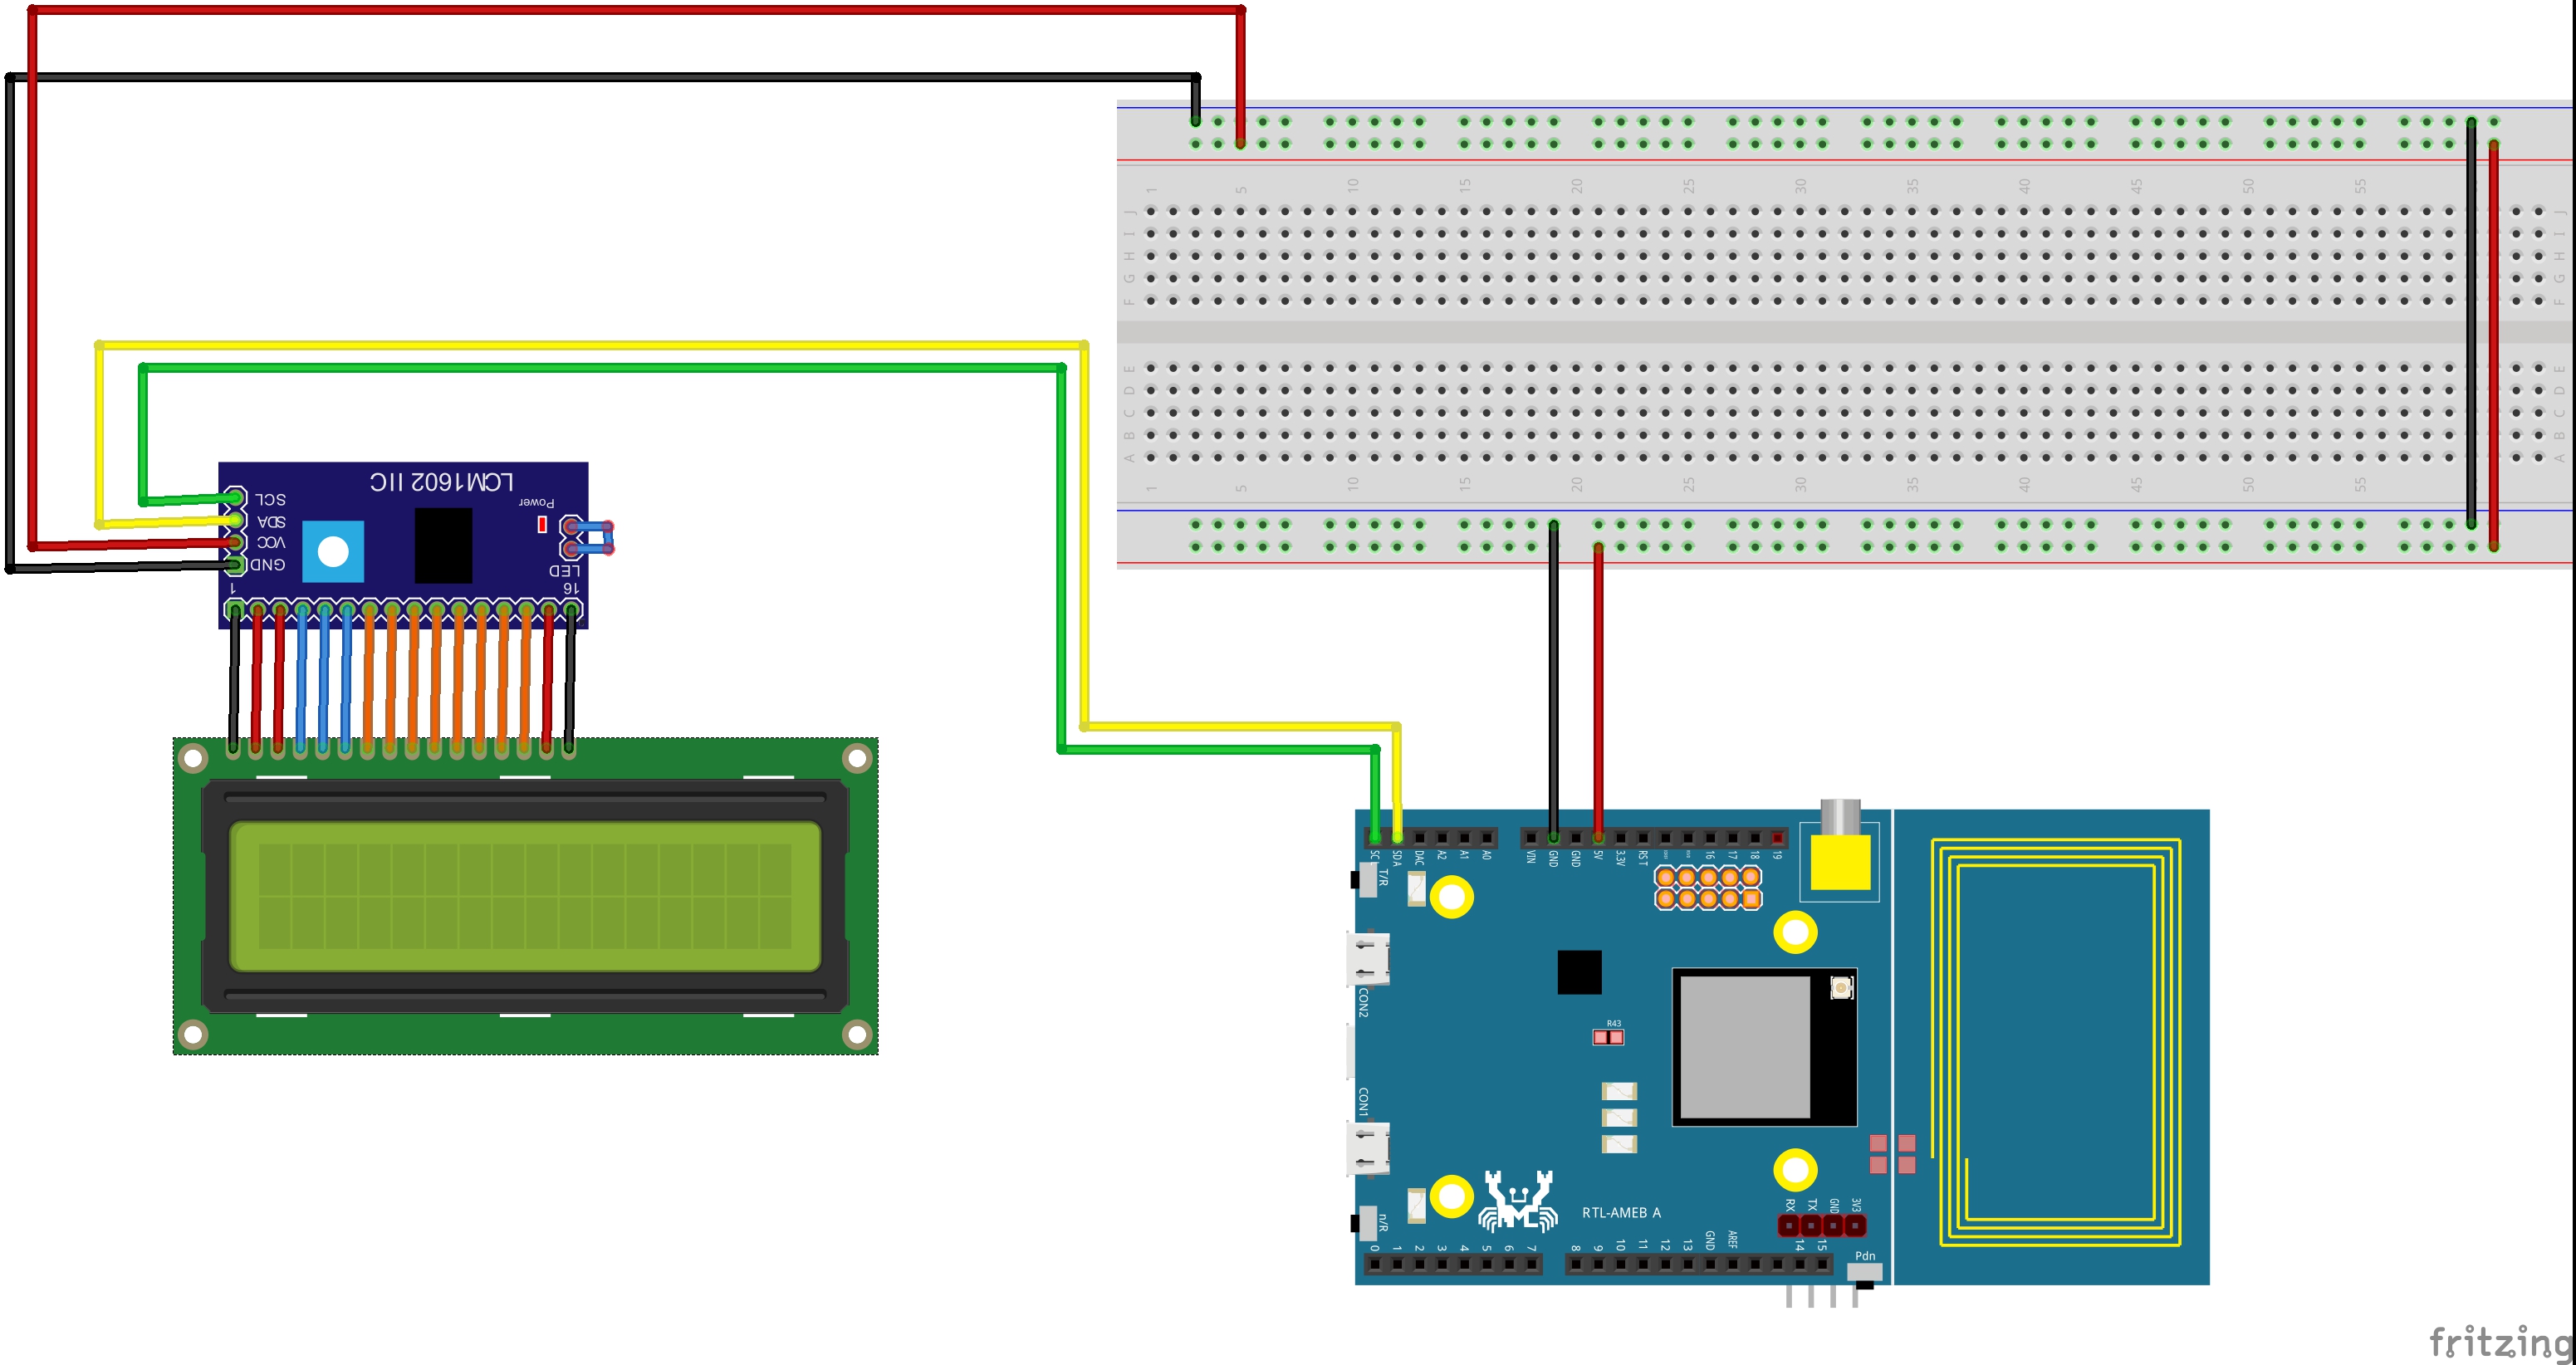 1 5 10 15 20 25 30 35 40 45 50 55
J J
I I
H H
G G
F F
E E
D D
C C
B B
A A
1 5 10 15 20 25 30 35 40 45 50 55
LCM1602 IIC
Power
SCL
SDA
VCC
GND
LED
1 16
SC SDA DAC A2 A1 A0 VIN GND GND 5V 3.3V RST 16 17 18 19
T/R
CON2
R43
CON1
RTL-AMEB A
RX TX GND 3V3
n/R
0 1 2 3 4 5 6 7 8 9 10 11 12 13 GND AREF 14 15
Pdn
fritzing